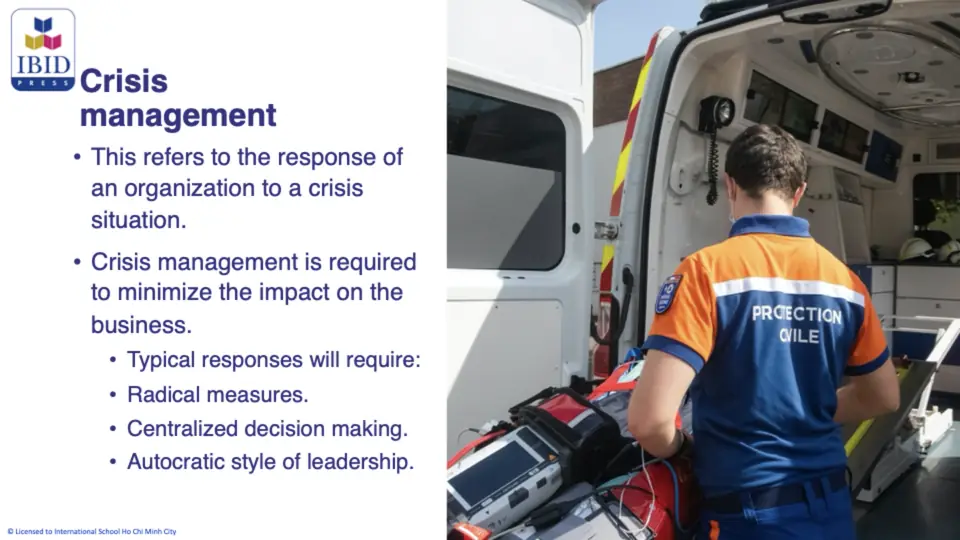 IBID
PRESS
Crisis
management
• This refers to the response of
an organization to a crisis
situation.
• Crisis management is required
to minimize the impact on the
business.
• Typical responses will require:
• Radical measures.
• Centralized decision making.
• Autocratic style of leadership.
PROTECTION
CIVILE
© Licensed to International School Ho Chi Minh City